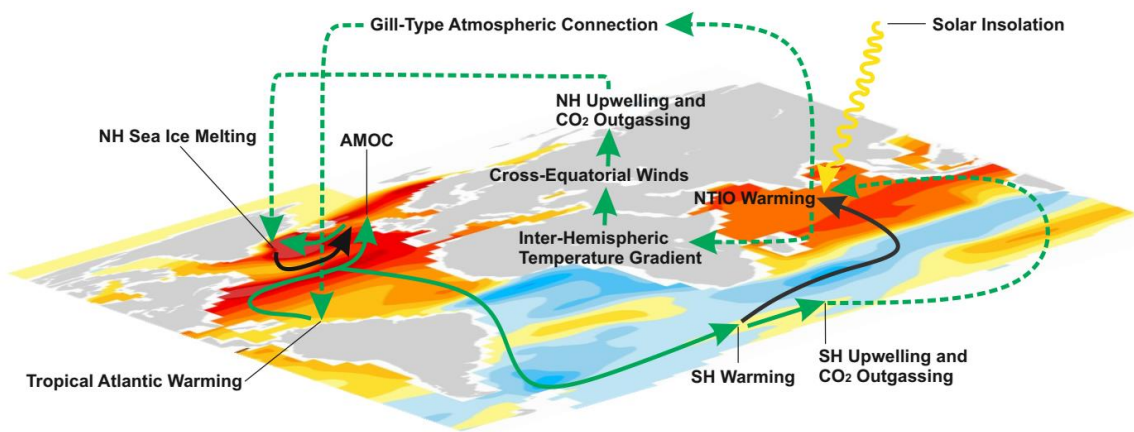 Gill-Type Atmospheric Connection
Solar Insolation
NH Upwelling and
CO₂ Outgassing
NH Sea Ice Melting
AMOC
Cross-Equatorial Winds
NTIO Warming
Inter-Hemispheric
Temperature Gradient
Tropical Atlantic Warming
SH Warming
SH Upwelling and
CO₂ Outgassing